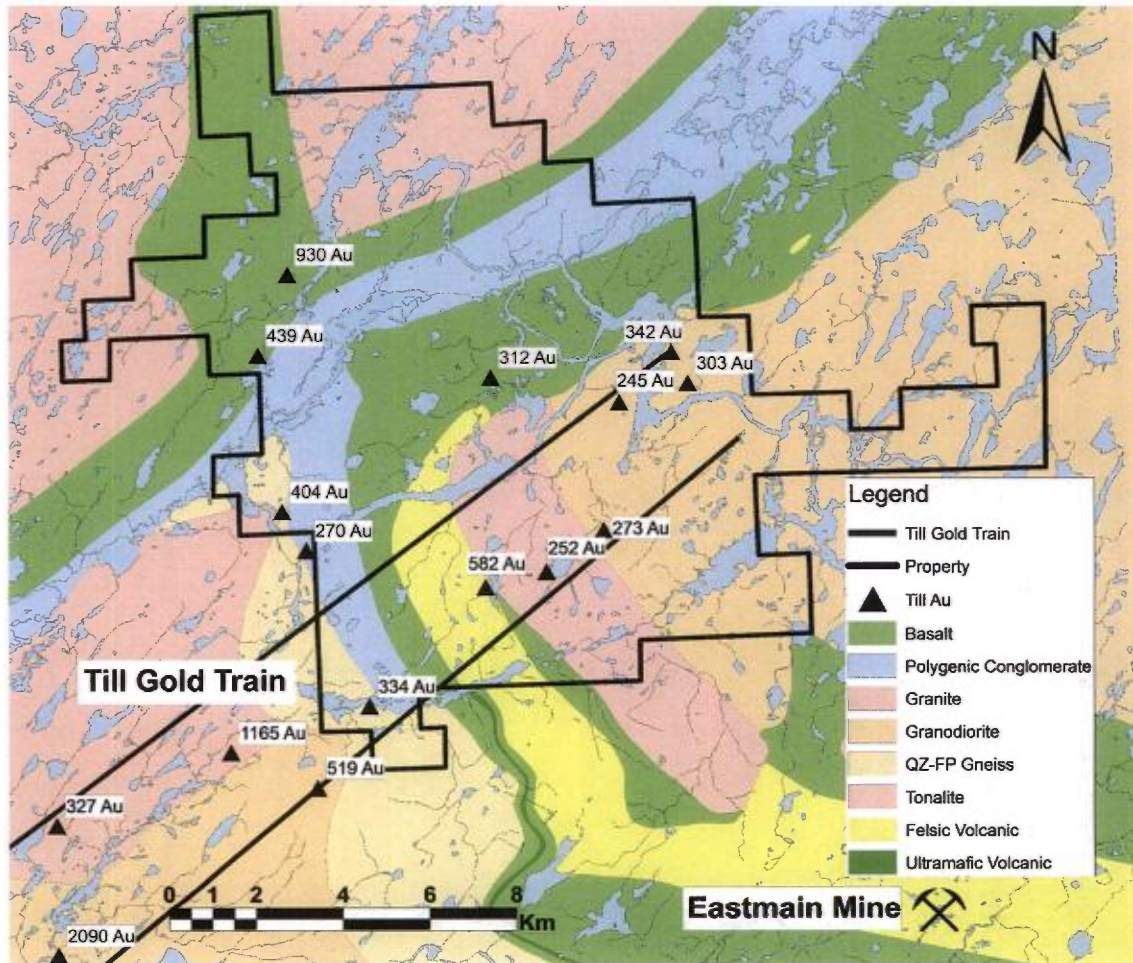 N
930 Au
439 Au
342 Au
312 Au
303 Au
245 Au
404 Au
270 Au
273 Au
252 Au
582 Au
Till Gold Train
334 Au
1165 Au
519 Au
327 Au
2090 Au
0 1 2 4 6 8
Km
Eastmain Mine
Legend
Till Gold Train
Property
Till Au
Basalt
Polygenic Conglomerate
Granite
Granodiorite
QZ-FP Gneiss
Tonalite
Felsic Volcanic
Ultramafic Volcanic